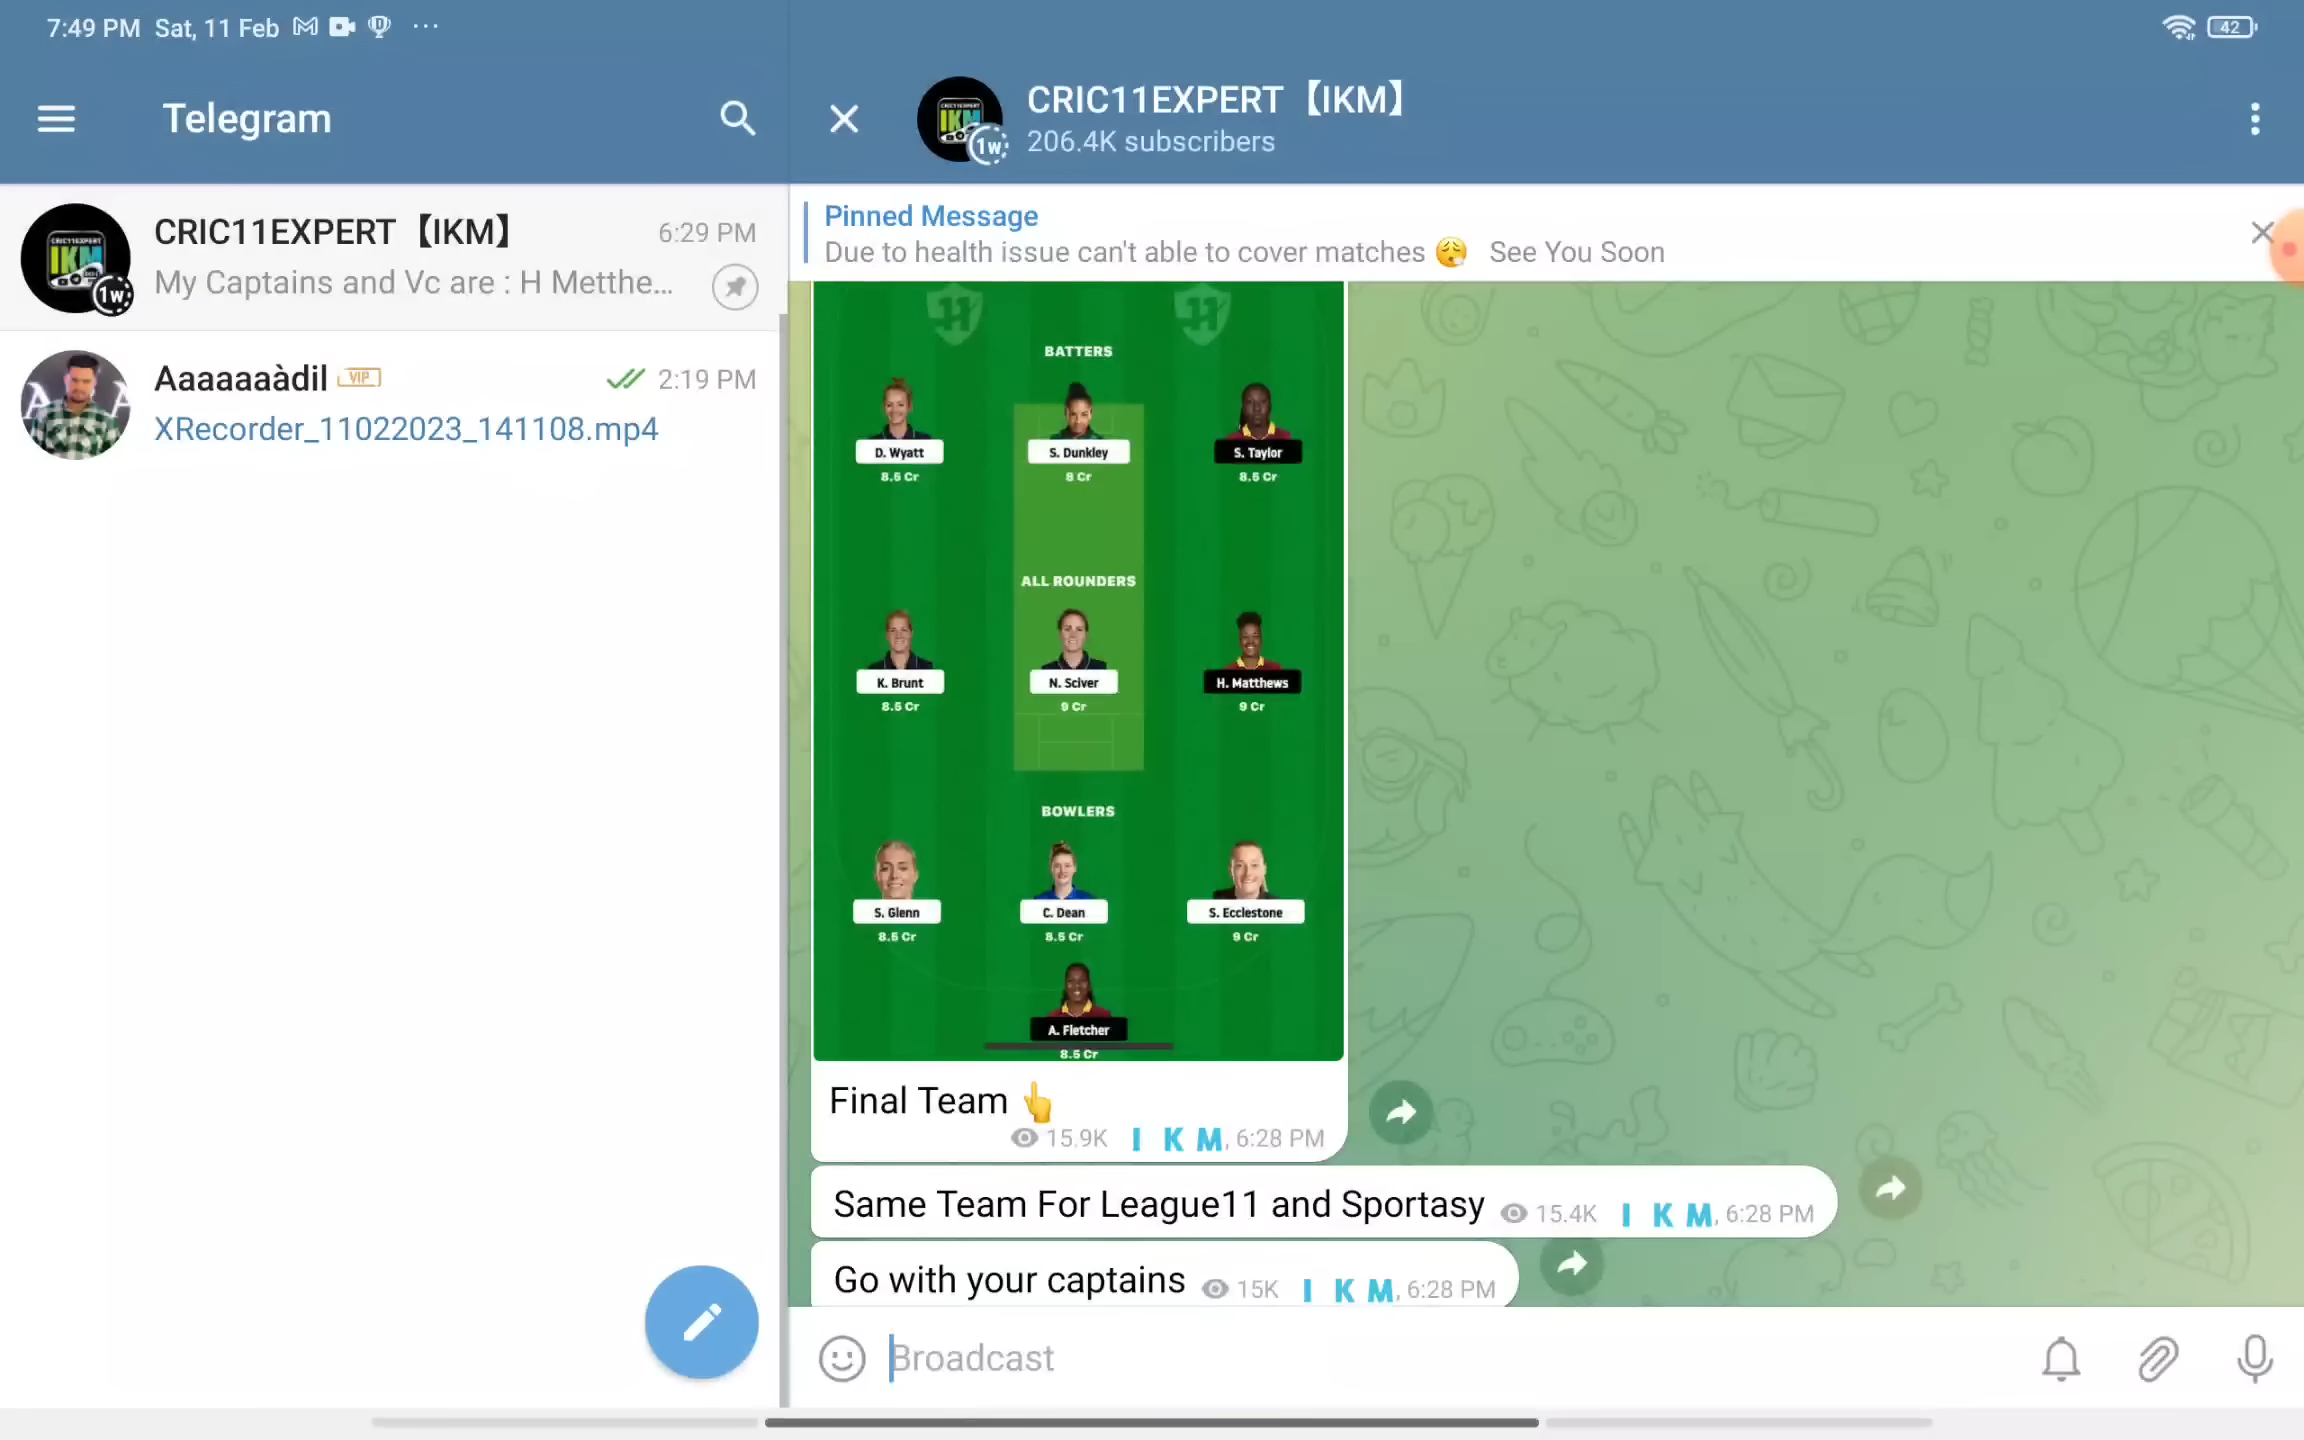 7:49 PM Sat, 11 Feb
42
Telegram
CRIC11EXPERT【IKM】
206.4K subscribers
CRIC11EXPERT【IKM】 6:29 PM
My Captains and Vc are : H Metthe...
1w
Aaaaaaàdil VIP 2:19 PM
XRecorder_11022023_141108.mp4
1w
Pinned Message
Due to health issue can't able to cover matches 😮‍💨 See You Soon
BATTERS
D. Wyatt S. Dunkley S. Taylor
8.5 Cr 8 Cr 8.5 Cr
ALL ROUNDERS
K. Brunt N. Sciver H. Matthews
8.5 Cr 9 Cr 9 Cr
BOWLERS
S. Glenn C. Dean S. Ecclestone
8.5 Cr 8.5 Cr 9 Cr
A. Fletcher
8.5 Cr
Final Team 👆
15.9K I K M, 6:28 PM
Same Team For League11 and Sportasy 15.4K I K M, 6:28 PM
Go with your captains 15K I K M, 6:28 PM
Broadcast